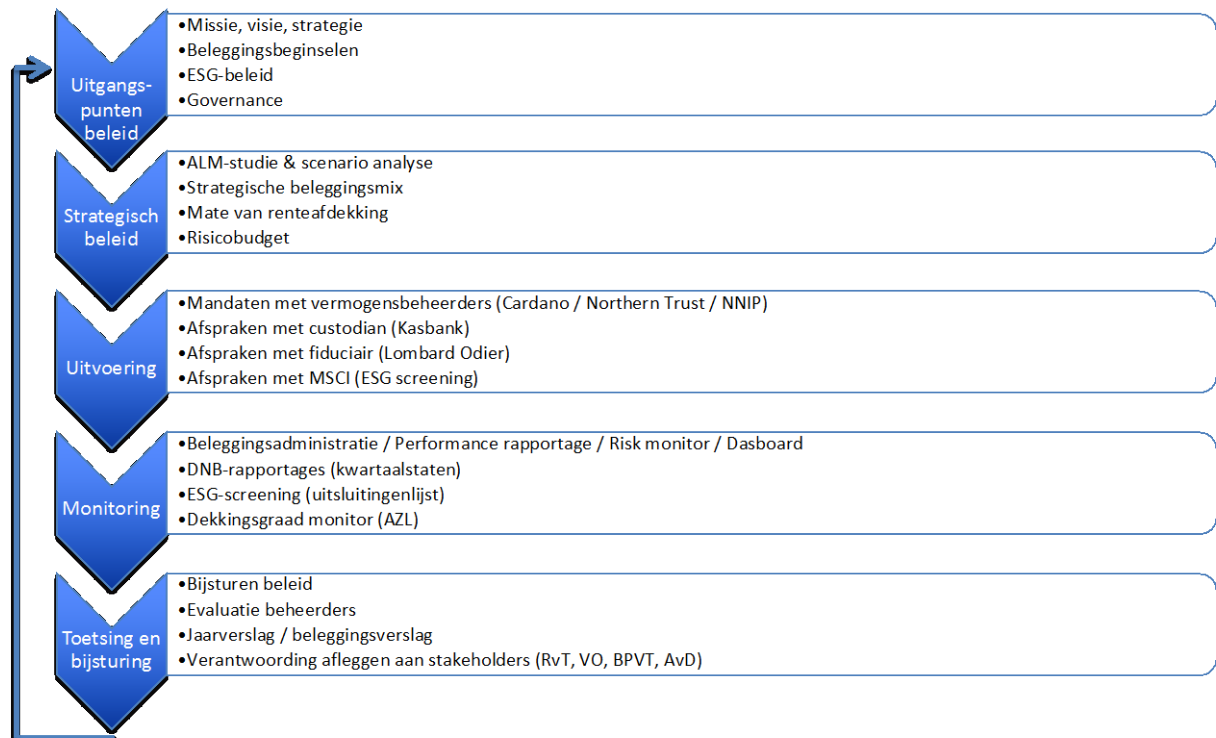 Uitgangs-
punten
beleid
•Missie, visie, strategie
•Beleggingsbeginselen
•ESG-beleid
•Governance
Strategisch
beleid
•ALM-studie & scenario analyse
•Strategische beleggingsmix
•Mate van renteafdekking
•Risicobudget
Uitvoering
•Mandaten met vermogensbeheerders (Cardano / Northern Trust / NNIP)
•Afspraken met custodian (Kasbank)
•Afspraken met fiduciair (Lombard Odier)
•Afspraken met MSCI (ESG screening)
Monitoring
•Beleggingsadministratie / Performance rapportage / Risk monitor / Dasboard
•DNB-rapportages (kwartaalstaten)
•ESG-screening (uitsluitingenlijst)
•Dekkingsgraad monitor (AZL)
Toetsing en
bijsturing
•Bijsturen beleid
•Evaluatie beheerders
•Jaarverslag / beleggingsverslag
•Verantwoording afleggen aan stakeholders (RvT, VO, BPVT, AvD)